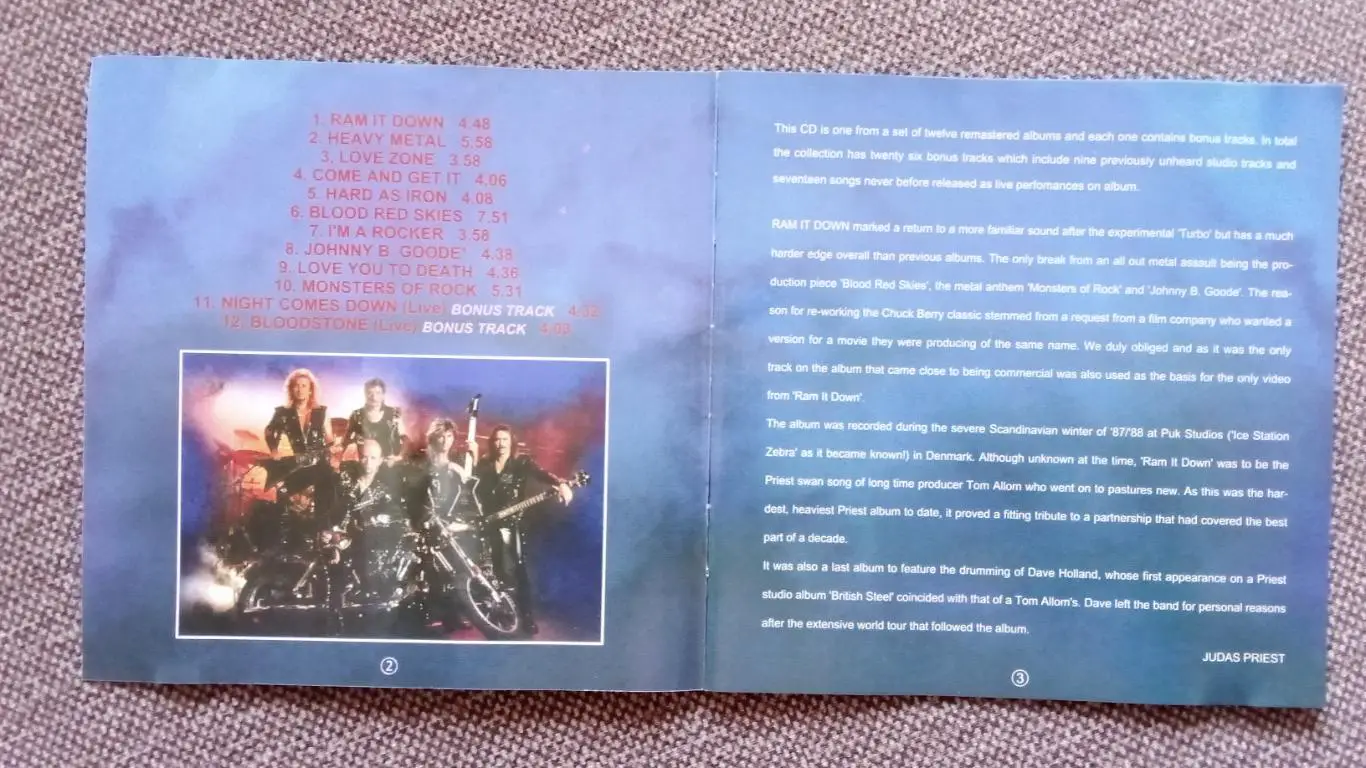 1. RAM IT DOWN 4.48
2. HEAVY METAL 5.58
3. LOVE ZONE 3.58
4. COME AND GET IT 4.06
5. HARD AS IRON 4.08
6. BLOOD RED SKIES 7.51
7. I'M A ROCKER 3.58
8. JOHNNY B. GOODE' 4.38
9. LOVE YOU TO DEATH 4.36
10. MONSTERS OF ROCK 5.31
11. NIGHT COMES DOWN (Live) BONUS TRACK 4.32
12. BLOODSTONE (Live) BONUS TRACK 4.03
2
This CD is one from a set of twelve remastered albums and each one contains bonus tracks. In total
the collection has twenty six bonus tracks which include nine previously unheard studio tracks and
seventeen songs never before released as live perfomances on album.
RAM IT DOWN marked a return to a more familiar sound after the experimental 'Turbo' but has a much
harder edge overall than previous albums. The only break from an all out metal assault being the pro-
duction piece 'Blood Red Skies', the metal anthem 'Monsters of Rock' and 'Johnny B. Goode'. The rea-
son for re-working the Chuck Berry classic stemmed from a request from a film company who wanted a
version for a movie they were producing of the same name. We duly obliged and as it was the only
track on the album that came close to being commercial was also used as the basis for the only video
from 'Ram It Down'.
The album was recorded during the severe Scandinavian winter of '87/'88 at Puk Studios ('Ice Station
Zebra' as it became known!) in Denmark. Although unknown at the time, 'Ram It Down' was to be the
Priest swan song of long time producer Tom Allom who went on to pastures new. As this was the har-
dest, heaviest Priest album to date, it proved a fitting tribute to a partnership that had covered the best
part of a decade.
It was also a last album to feature the drumming of Dave Holland, whose first appearance on a Priest
studio album 'British Steel' coincided with that of a Tom Allom's. Dave left the band for personal reasons
after the extensive world tour that followed the album.
JUDAS PRIEST
3